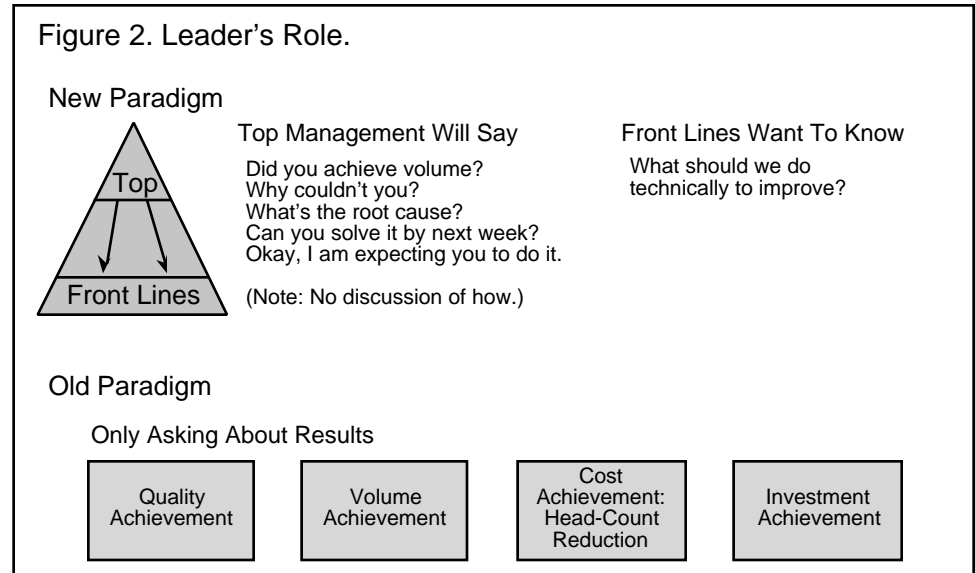 Figure 2. Leader's Role.
New Paradigm
Top
Front Lines
Top Management Will Say
Did you achieve volume?
Why couldn't you?
What's the root cause?
Can you solve it by next week?
Okay, I am expecting you to do it.
(Note: No discussion of how.)
Front Lines Want To Know
What should we do
technically to improve?
Old Paradigm
Only Asking About Results
Quality
Achievement
Volume
Achievement
Cost
Achievement:
Head-Count
Reduction
Investment
Achievement